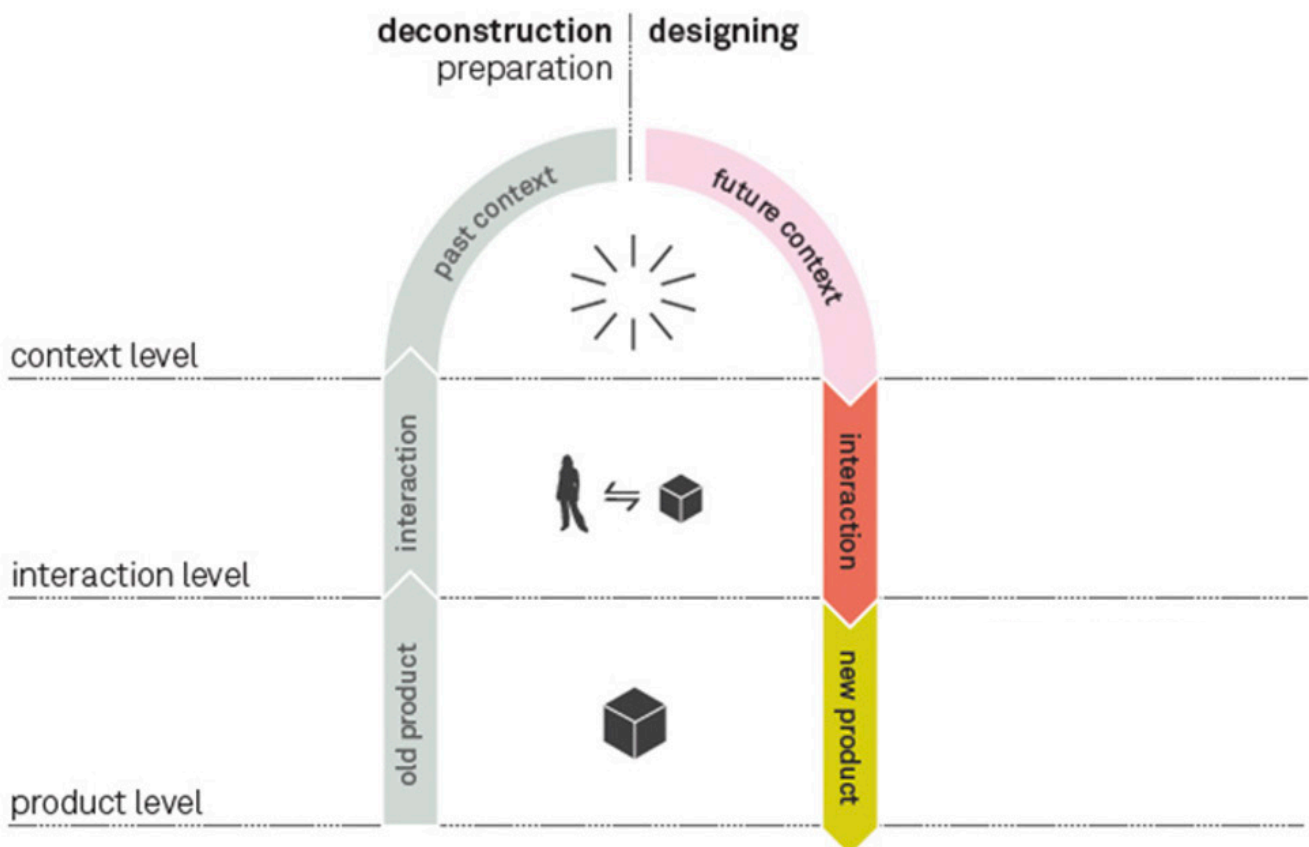 deconstruction
preparation
designing
past context
future context
context level
interaction
interaction
interaction level
old product
new product
product level